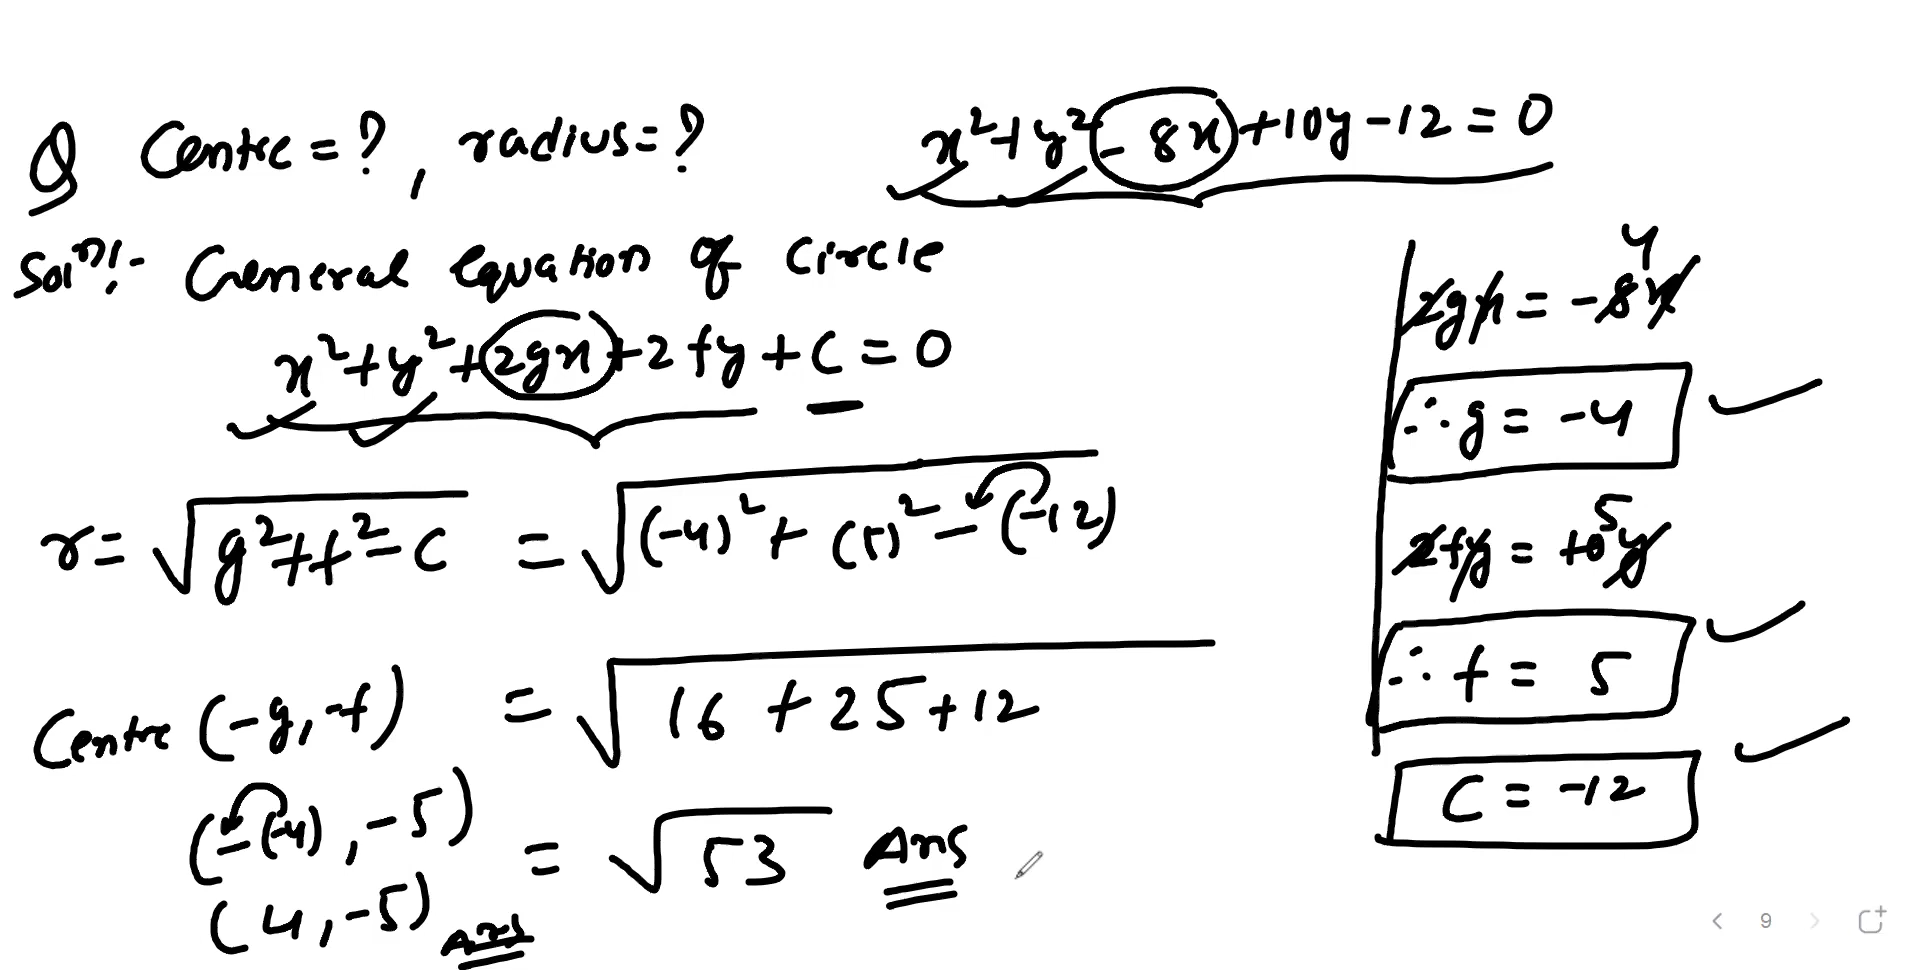 Q Centre = ? , radius = ? x²+y²-8x+10y-12=0
Solⁿ!- General equation of circle
x²+y²+2gx+2fy+c=0
r = √(g²+f²-c) = √((-4)²+(5)²-(-12))
Centre (-g,-f) = √(16+25+12)
(-(-4),-5) = √53 Ans
(4,-5) Ans
4
2gx = -8x
∴ g = -4
5
2fy = +10y
∴ f = 5
C = -12
9